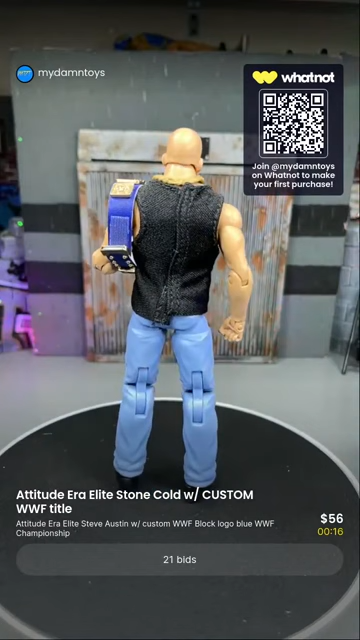 mydamntoys
whatnot
Join @mydamntoys
on Whatnot to make
your first purchase!
Attitude Era Elite Stone Cold w/ CUSTOM
WWF title
Attitude Era Elite Steve Austin w/ custom WWF Block logo blue WWF
Championship
$56
00:16
21 bids